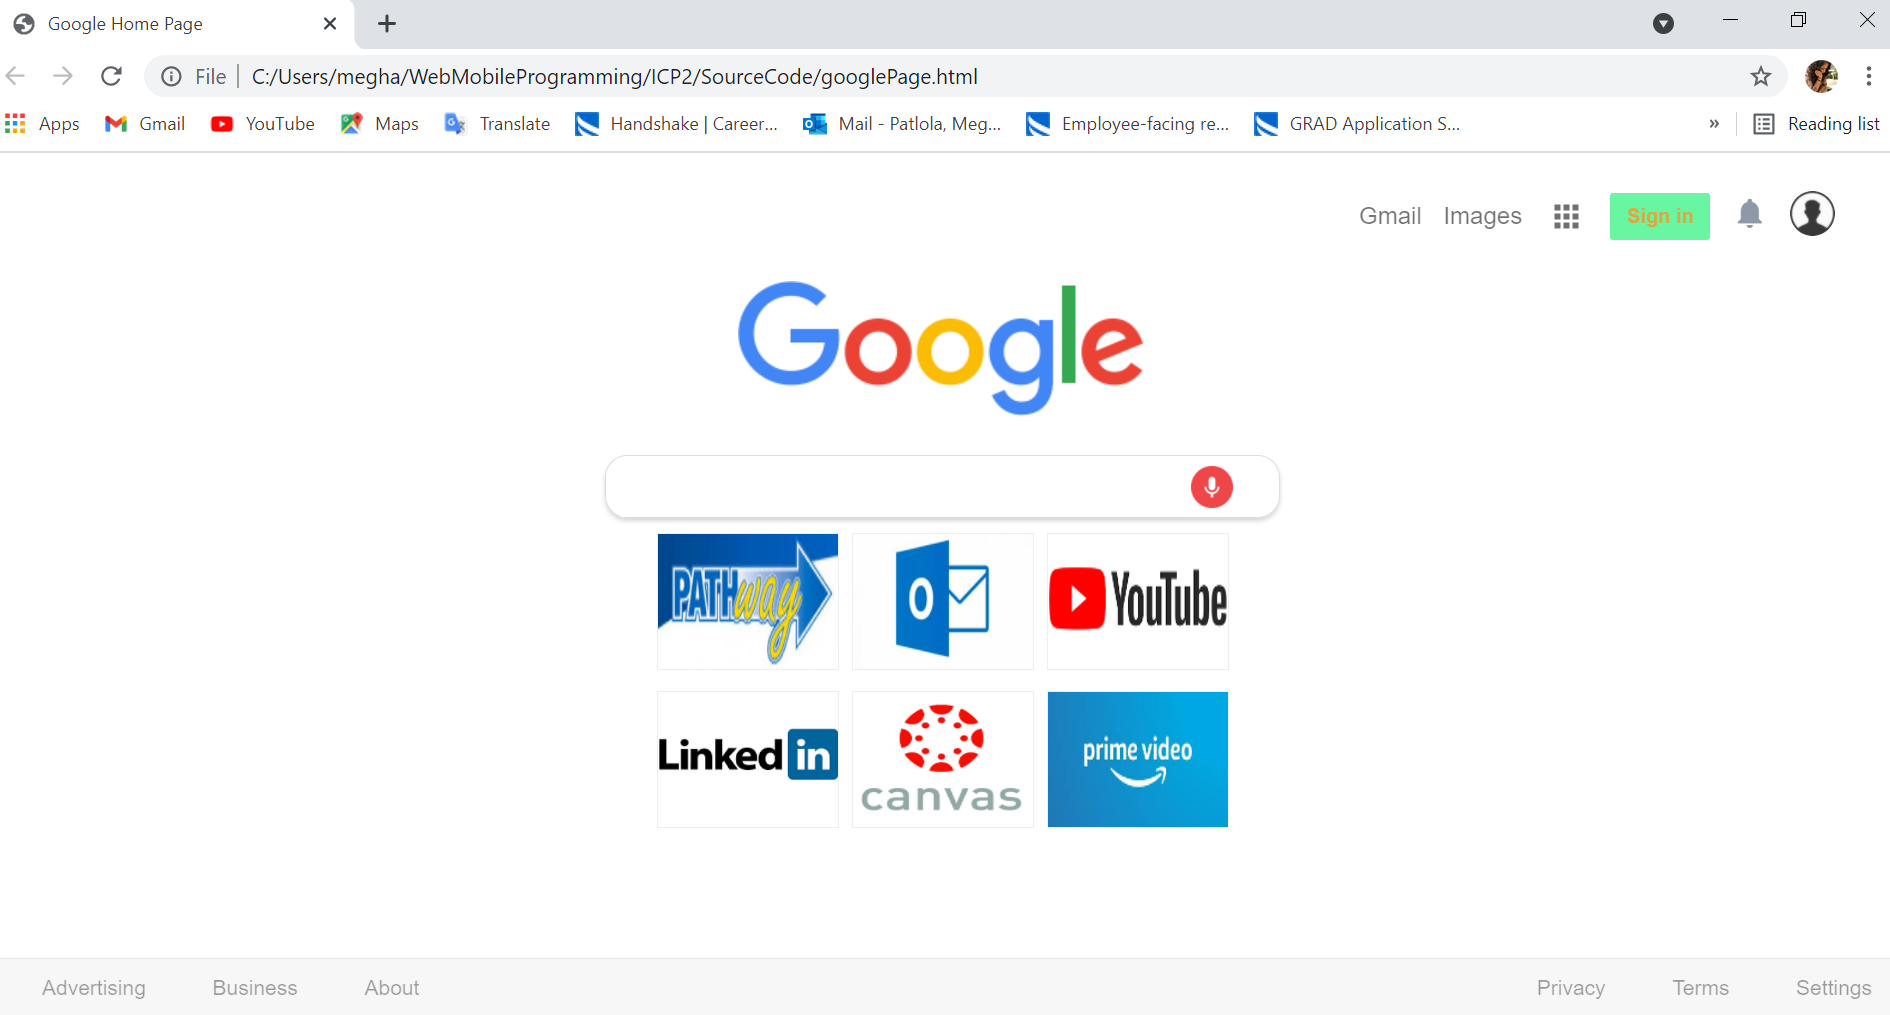 Google Home Page
File C:/Users/megha/WebMobileProgramming/ICP2/SourceCode/googlePage.html
Apps Gmail YouTube Maps Translate Handshake | Career... Mail - Patlola, Meg... Employee-facing re... GRAD Application S... » Reading list
Gmail Images Sign in
Google
PATHway O YouTube
Linked in canvas prime video
Advertising Business About Privacy Terms Settings